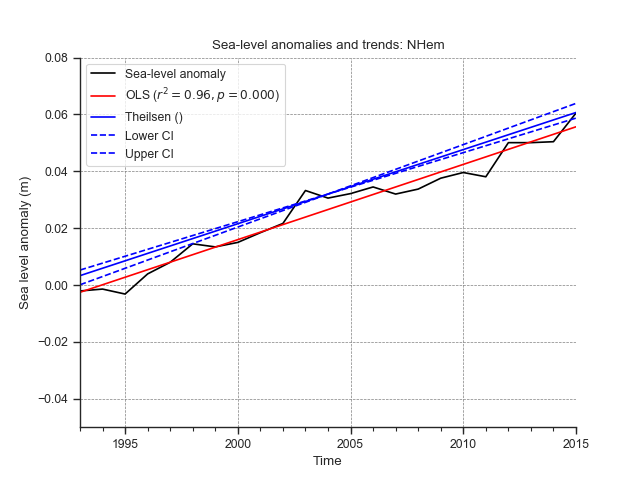 Sea-level anomalies and trends: NHem
Sea-level anomaly
OLS (r² = 0.96, p = 0.000)
Theilsen ()
Lower CI
Upper CI
0.08
0.06
0.04
0.02
0.00
−0.02
−0.04
Sea level anomaly (m)
1995 2000 2005 2010 2015
Time